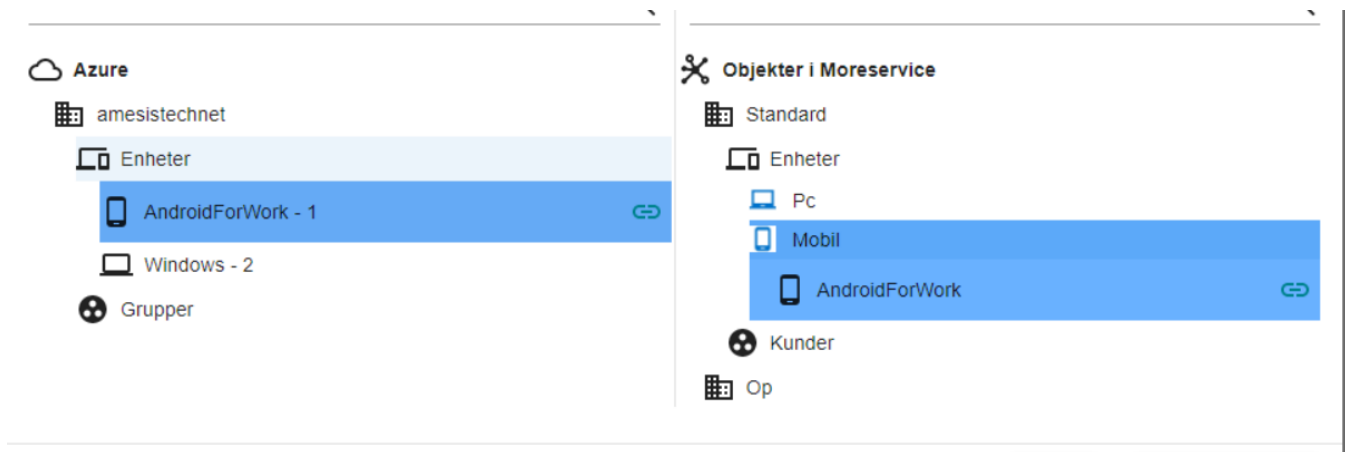 Azure
amesistechnet
Enheter
AndroidForWork - 1
Windows - 2
Grupper
Objekter i Moreservice
Standard
Enheter
Pc
Mobil
AndroidForWork
Kunder
Op